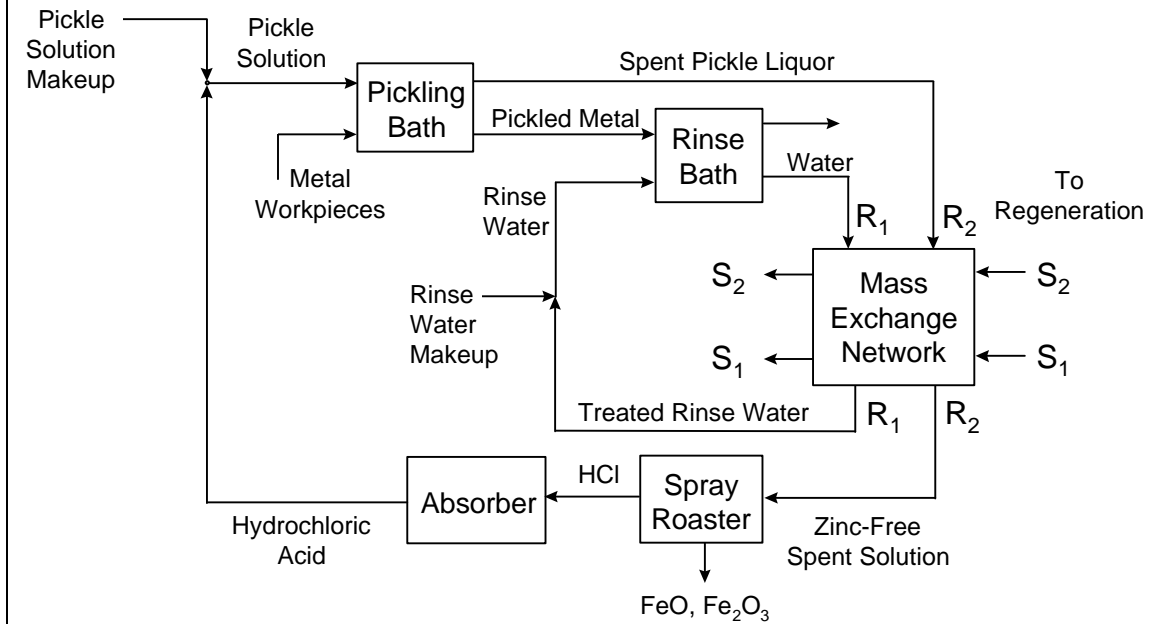 Pickle
Solution
Makeup
Pickle
Solution
Spent Pickle Liquor
Pickling
Bath
Pickled Metal
Rinse
Bath
Water
Metal
Workpieces
Rinse
Water
To
Regeneration
R₁
R₂
S₂
Mass
Exchange
Network
S₂
Rinse
Water
Makeup
S₁
S₁
Treated Rinse Water
R₁
R₂
HCl
Absorber
Spray
Roaster
Hydrochloric
Acid
Zinc-Free
Spent Solution
FeO, Fe₂O₃